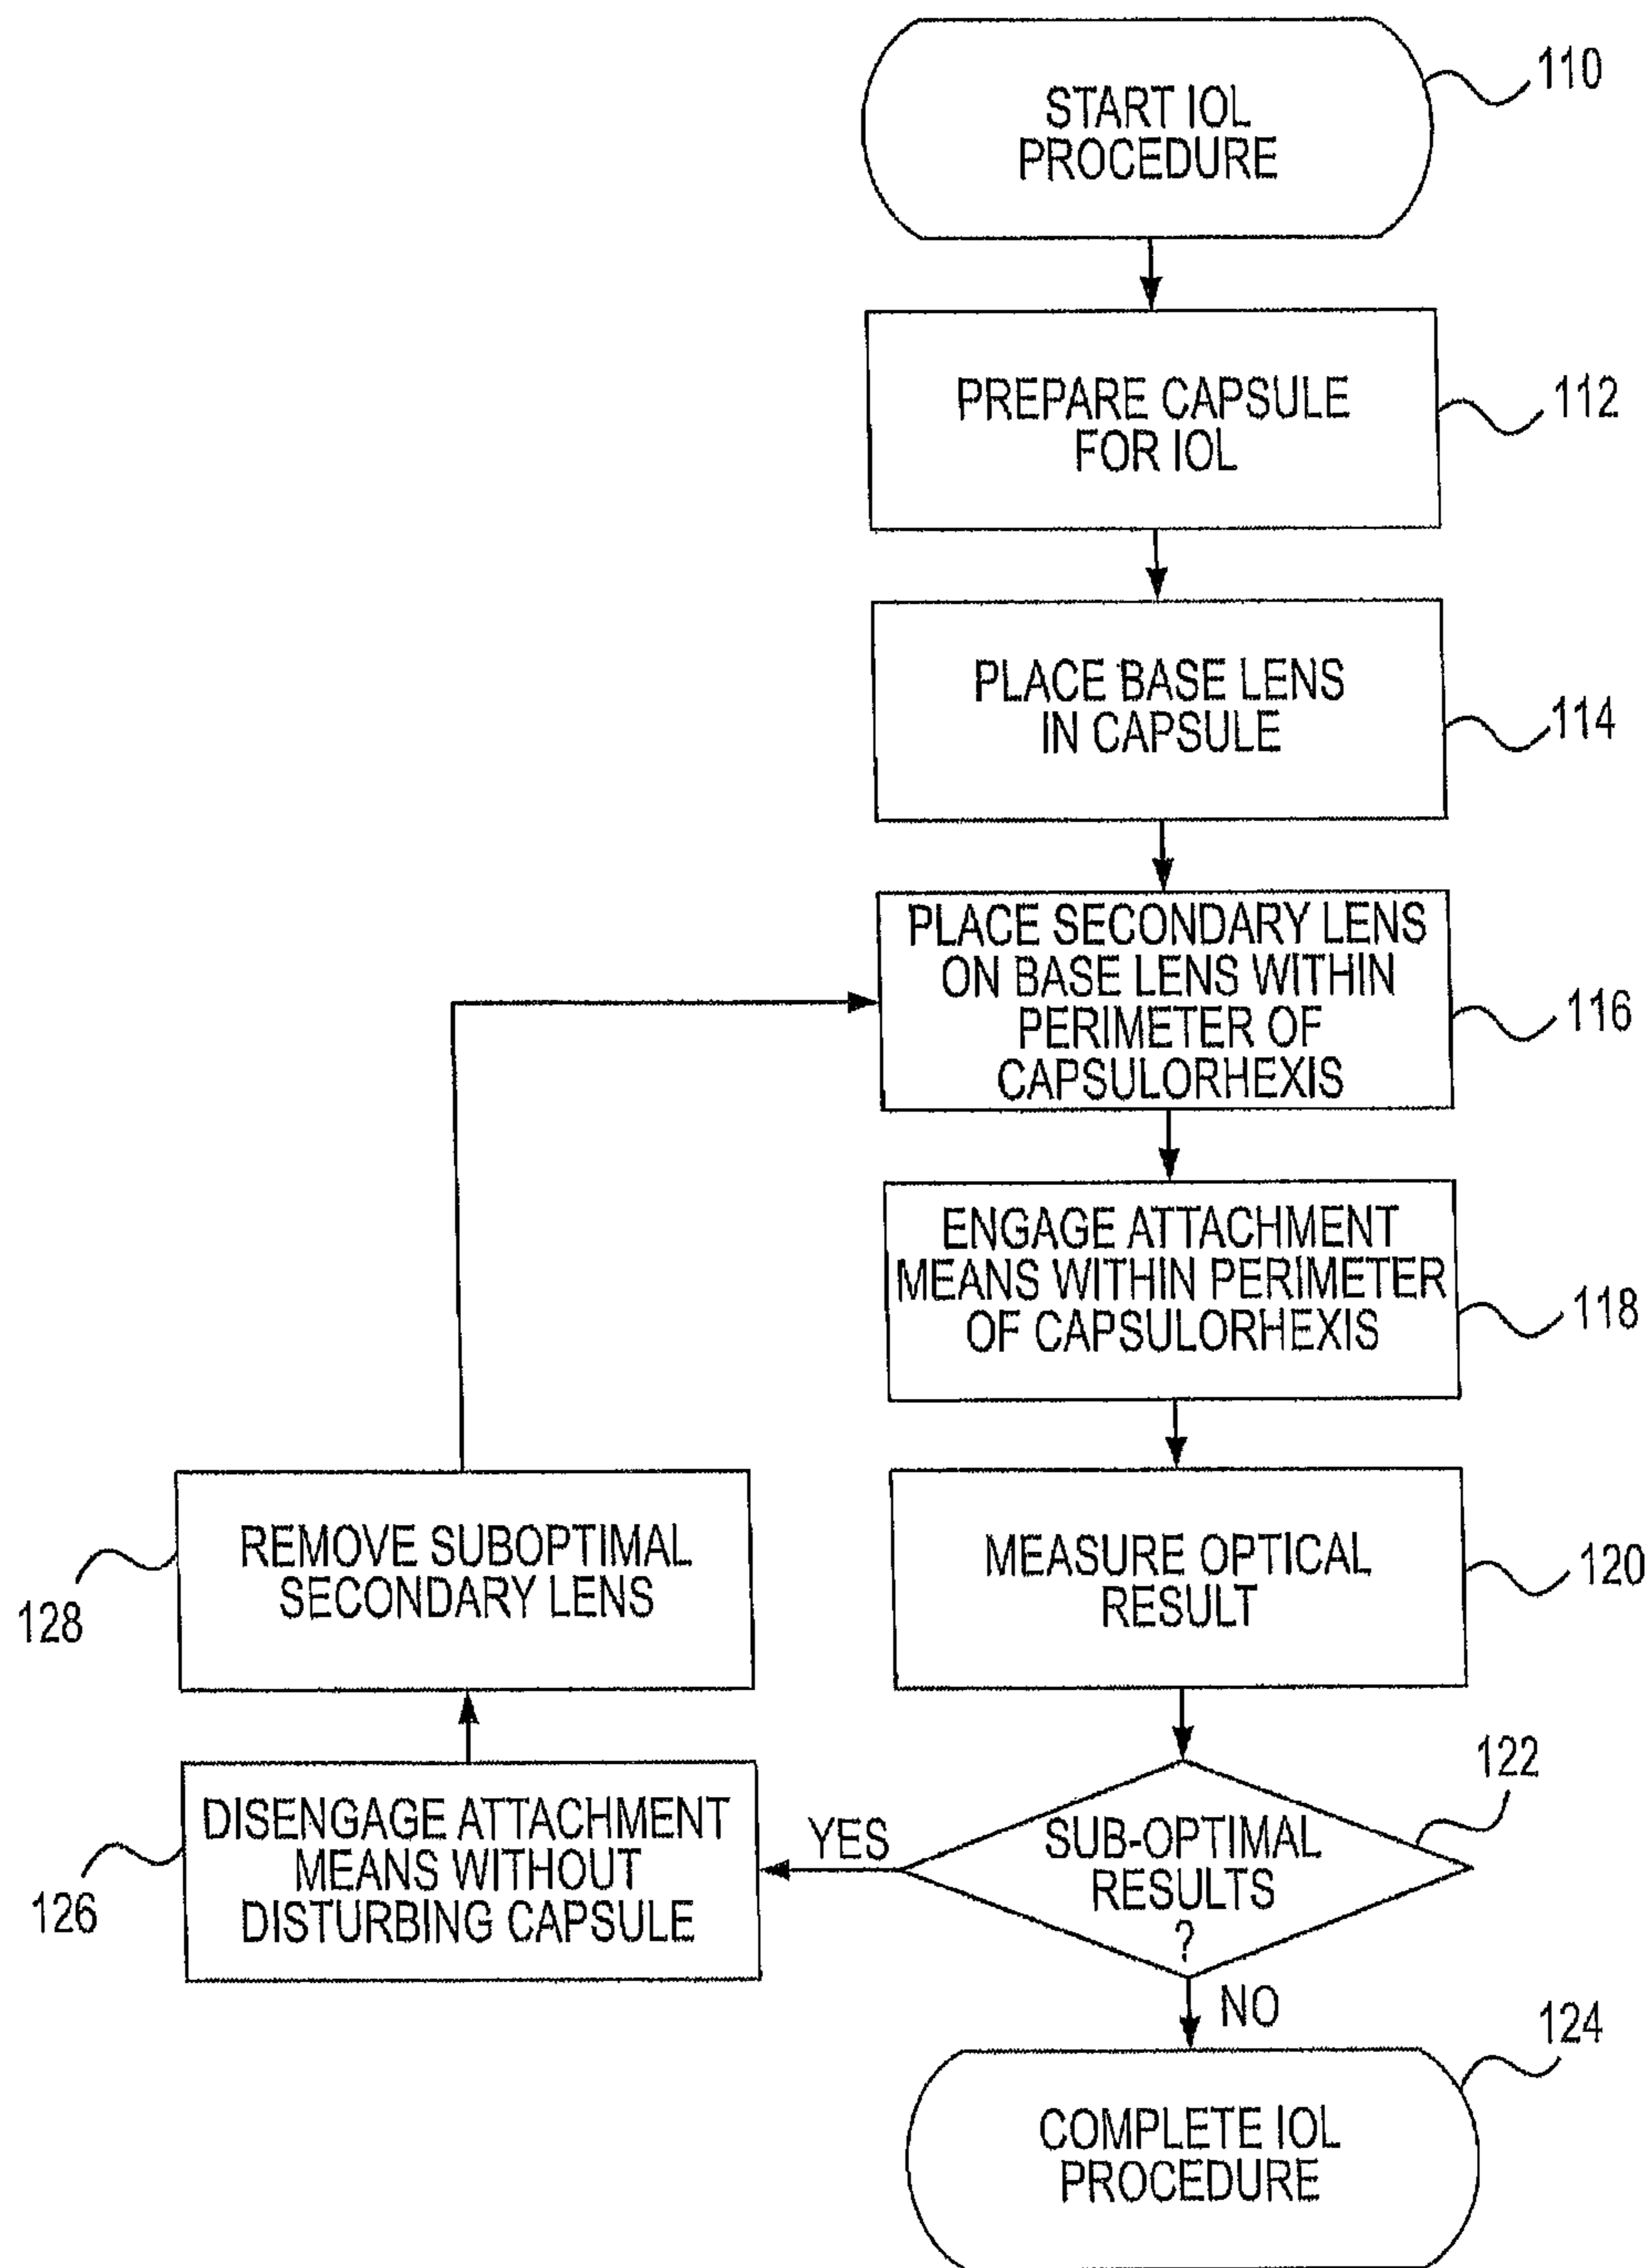 START IOL
PROCEDURE
110
PREPARE CAPSULE
FOR IOL
112
PLACE BASE LENS
IN CAPSULE
114
PLACE SECONDARY LENS
ON BASE LENS WITHIN
PERIMETER OF
CAPSULORHEXIS
116
ENGAGE ATTACHMENT
MEANS WITHIN PERIMETER
OF CAPSULORHEXIS
118
MEASURE OPTICAL
RESULT
120
SUB-OPTIMAL
RESULTS
?
122
YES
NO
DISENGAGE ATTACHMENT
MEANS WITHOUT
DISTURBING CAPSULE
126
REMOVE SUBOPTIMAL
SECONDARY LENS
128
COMPLETE IOL
PROCEDURE
124